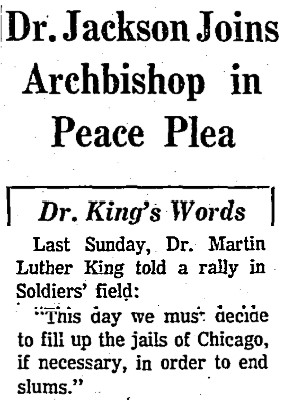 Dr. Jackson Joins
Archbishop in
Peace Plea
Dr. King's Words
Last Sunday, Dr. Martin
Luther King told a rally in
Soldiers' field:
"This day we must decide
to fill up the jails of Chicago,
if necessary, in order to end
slums."